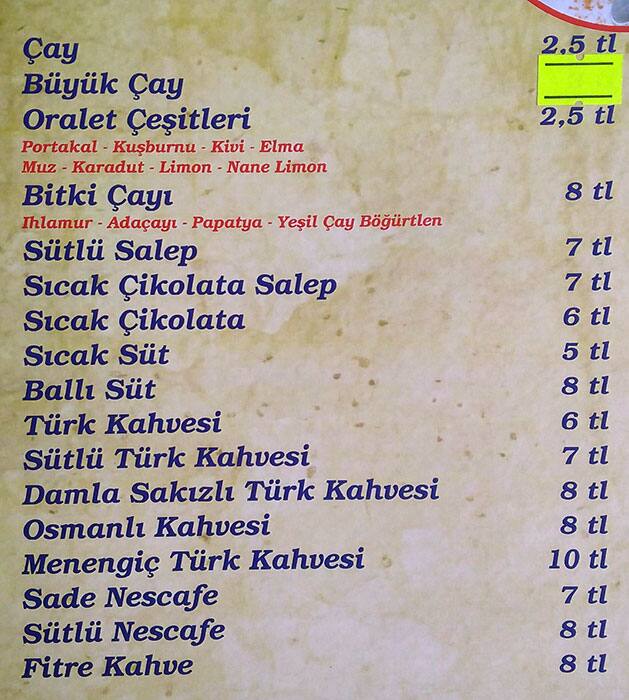 Çay 2.5 tl
Büyük Çay
Oralet Çeşitleri 2,5 tl
Portakal - Kuşburnu - Kivi - Elma
Muz - Karadut - Limon - Nane Limon
Bitki Çayı 8 tl
Ihlamur - Adaçayı - Papatya - Yeşil Çay Böğürtlen
Sütlü Salep 7 tl
Sıcak Çikolata Salep 7 tl
Sıcak Çikolata 6 tl
Sıcak Süt 5 tl
Ballı Süt 8 tl
Türk Kahvesi 6 tl
Sütlü Türk Kahvesi 7 tl
Damla Sakızlı Türk Kahvesi 8 tl
Osmanlı Kahvesi 8 tl
Menengiç Türk Kahvesi 10 tl
Sade Nescafe 7 tl
Sütlü Nescafe 8 tl
Fitre Kahve 8 tl